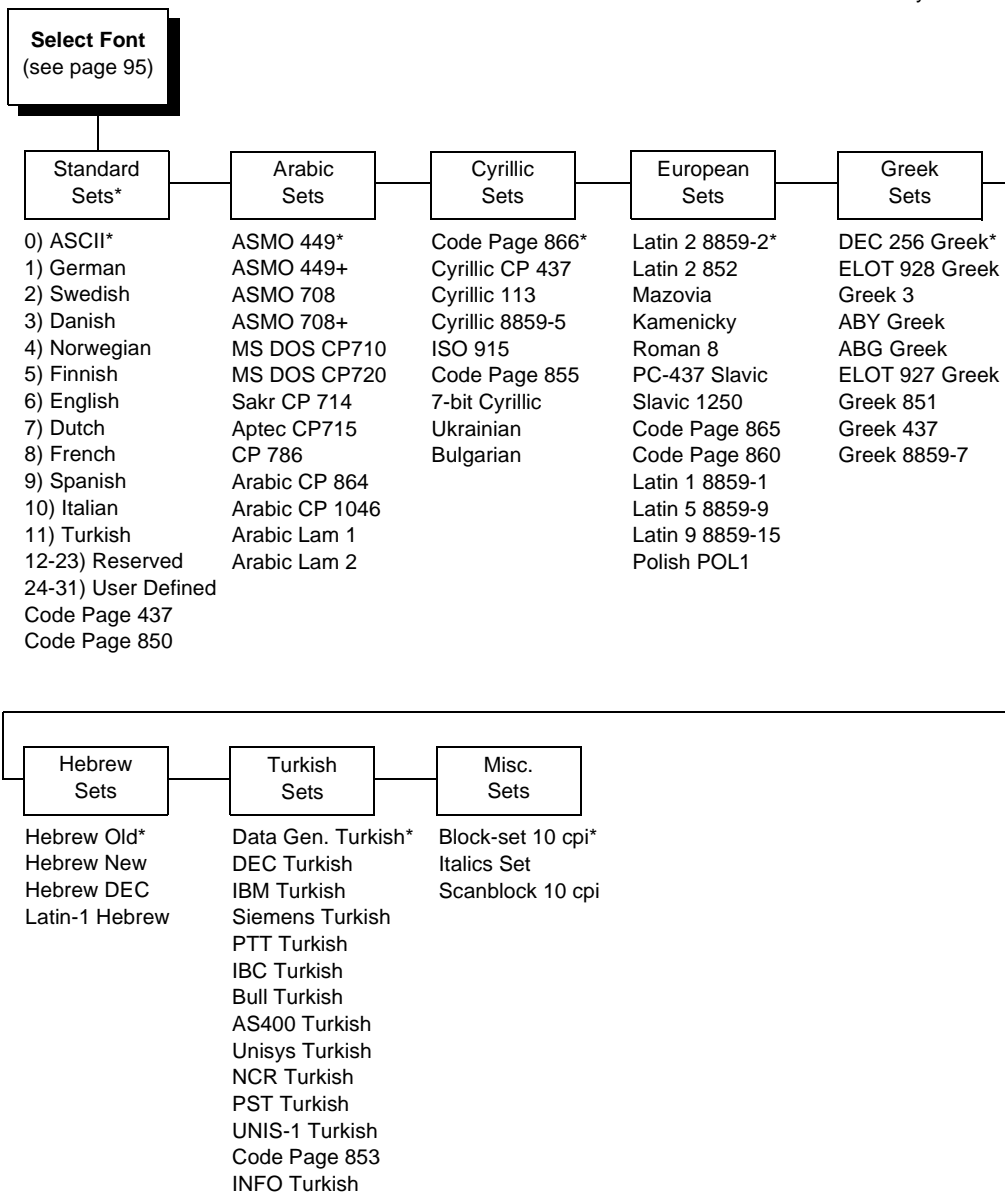 Select Font
(see page 95)
Standard
Sets*
0) ASCII*
1) German
2) Swedish
3) Danish
4) Norwegian
5) Finnish
6) English
7) Dutch
8) French
9) Spanish
10) Italian
11) Turkish
12-23) Reserved
24-31) User Defined
Code Page 437
Code Page 850
Arabic
Sets
ASMO 449*
ASMO 449+
ASMO 708
ASMO 708+
MS DOS CP710
MS DOS CP720
Sakr CP 714
Aptec CP715
CP 786
Arabic CP 864
Arabic CP 1046
Arabic Lam 1
Arabic Lam 2
Cyrillic
Sets
Code Page 866*
Cyrillic CP 437
Cyrillic 113
Cyrillic 8859-5
ISO 915
Code Page 855
7-bit Cyrillic
Ukrainian
Bulgarian
European
Sets
Latin 2 8859-2*
Latin 2 852
Mazovia
Kamenicky
Roman 8
PC-437 Slavic
Slavic 1250
Code Page 865
Code Page 860
Latin 1 8859-1
Latin 5 8859-9
Latin 9 8859-15
Polish POL1
Greek
Sets
DEC 256 Greek*
ELOT 928 Greek
Greek 3
ABY Greek
ABG Greek
ELOT 927 Greek
Greek 851
Greek 437
Greek 8859-7
Hebrew
Sets
Hebrew Old*
Hebrew New
Hebrew DEC
Latin-1 Hebrew
Turkish
Sets
Data Gen. Turkish*
DEC Turkish
IBM Turkish
Siemens Turkish
PTT Turkish
IBC Turkish
Bull Turkish
AS400 Turkish
Unisys Turkish
NCR Turkish
PST Turkish
UNIS-1 Turkish
Code Page 853
INFO Turkish
Misc.
Sets
Block-set 10 cpi*
Italics Set
Scanblock 10 cpi